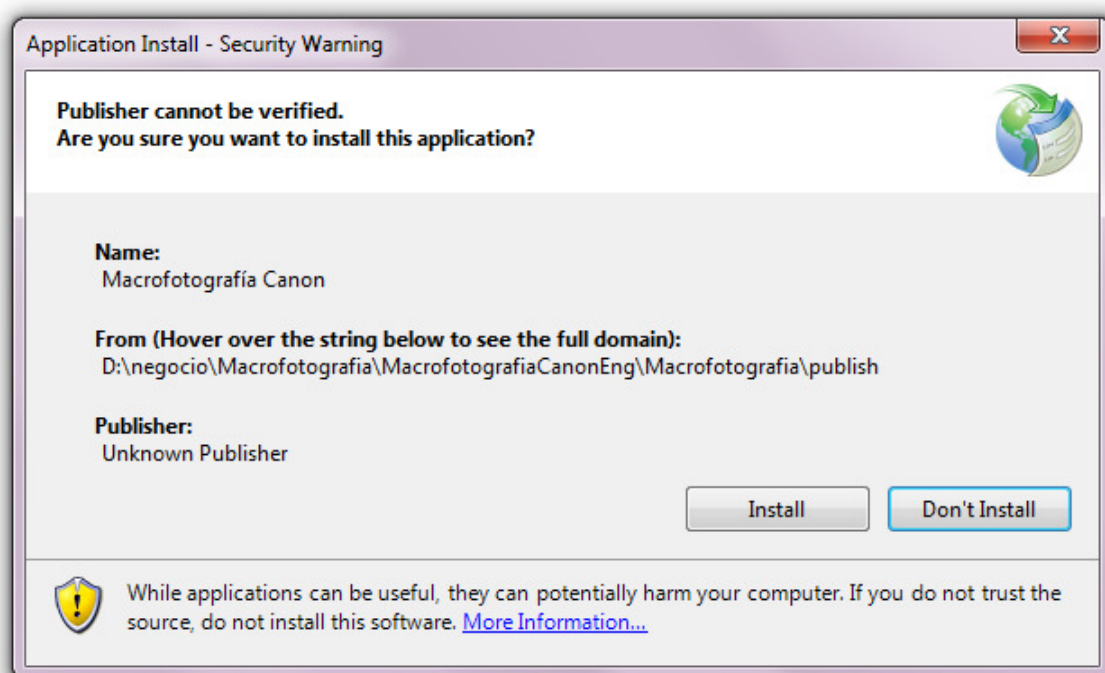 Application Install - Security Warning
Publisher cannot be verified.
Are you sure you want to install this application?
Name:
Macrofotografía Canon
From (Hover over the string below to see the full domain):
D:\negocio\Macrofotografia\MacrofotografiaCanonEng\Macrofotografia\publish
Publisher:
Unknown Publisher
Install
Don't Install
While applications can be useful, they can potentially harm your computer. If you do not trust the
source, do not install this software. More Information...